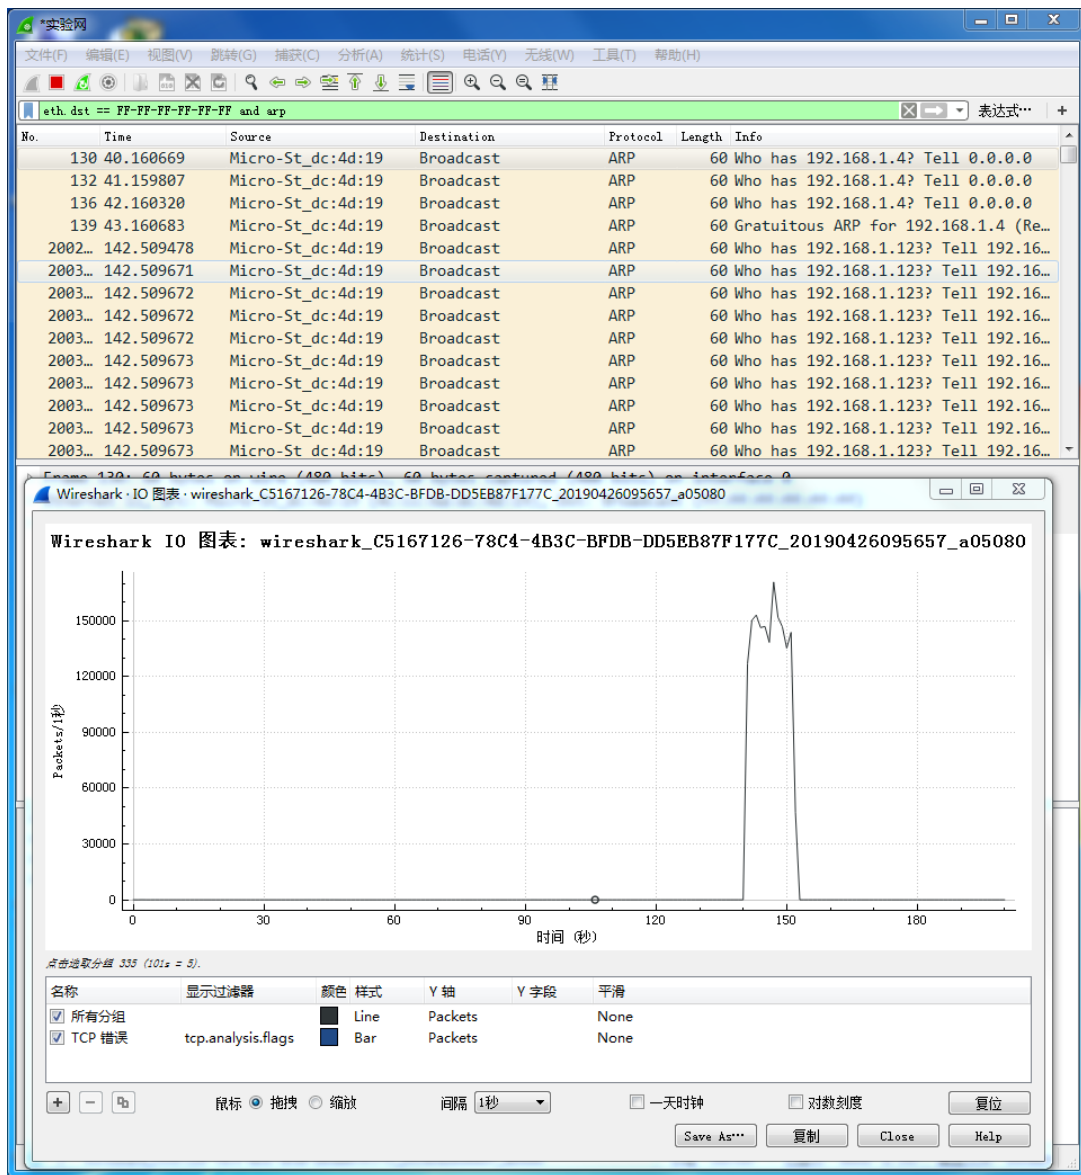 *实验网
文件(F) 编辑(E) 视图(V) 跳转(G) 捕获(C) 分析(A) 统计(S) 电话(Y) 无线(W) 工具(T) 帮助(H)
eth.dst == FF-FF-FF-FF-FF-FF and arp 表达式… +
No. Time Source Destination Protocol Length Info
130 40.160669 Micro-St_dc:4d:19 Broadcast ARP 60 Who has 192.168.1.4? Tell 0.0.0.0
132 41.159807 Micro-St_dc:4d:19 Broadcast ARP 60 Who has 192.168.1.4? Tell 0.0.0.0
136 42.160320 Micro-St_dc:4d:19 Broadcast ARP 60 Who has 192.168.1.4? Tell 0.0.0.0
139 43.160683 Micro-St_dc:4d:19 Broadcast ARP 60 Gratuitous ARP for 192.168.1.4 (Re…
2002… 142.509478 Micro-St_dc:4d:19 Broadcast ARP 60 Who has 192.168.1.123? Tell 192.16…
2003… 142.509671 Micro-St_dc:4d:19 Broadcast ARP 60 Who has 192.168.1.123? Tell 192.16…
2003… 142.509672 Micro-St_dc:4d:19 Broadcast ARP 60 Who has 192.168.1.123? Tell 192.16…
2003… 142.509672 Micro-St_dc:4d:19 Broadcast ARP 60 Who has 192.168.1.123? Tell 192.16…
2003… 142.509672 Micro-St_dc:4d:19 Broadcast ARP 60 Who has 192.168.1.123? Tell 192.16…
2003… 142.509673 Micro-St_dc:4d:19 Broadcast ARP 60 Who has 192.168.1.123? Tell 192.16…
2003… 142.509673 Micro-St_dc:4d:19 Broadcast ARP 60 Who has 192.168.1.123? Tell 192.16…
2003… 142.509673 Micro-St_dc:4d:19 Broadcast ARP 60 Who has 192.168.1.123? Tell 192.16…
2003… 142.509673 Micro-St_dc:4d:19 Broadcast ARP 60 Who has 192.168.1.123? Tell 192.16…
2003… 142.509673 Micro-St_dc:4d:19 Broadcast ARP 60 Who has 192.168.1.123? Tell 192.16…
Frame 130: 60 bytes on wire (480 bits), 60 bytes captured (480 bits) on interface 0
Wireshark · IO 图表 · wireshark_C5167126-78C4-4B3C-BFDB-DD5EB87F177C_20190426095657_a05080
Wireshark IO 图表: wireshark_C5167126-78C4-4B3C-BFDB-DD5EB87F177C_20190426095657_a05080
150000
120000
90000
60000
30000
0
Packets/1秒
0 30 60 90 120 150 180
时间 (秒)
点击选取分组 335 (101s = 5).
名称 显示过滤器 颜色 样式 Y 轴 Y 字段 平滑
所有分组 Line Packets None
TCP 错误 tcp.analysis.flags Bar Packets None
鼠标 拖拽 缩放 间隔 1秒 一天时钟 对数刻度 复位
Save As… 复制 Close Help